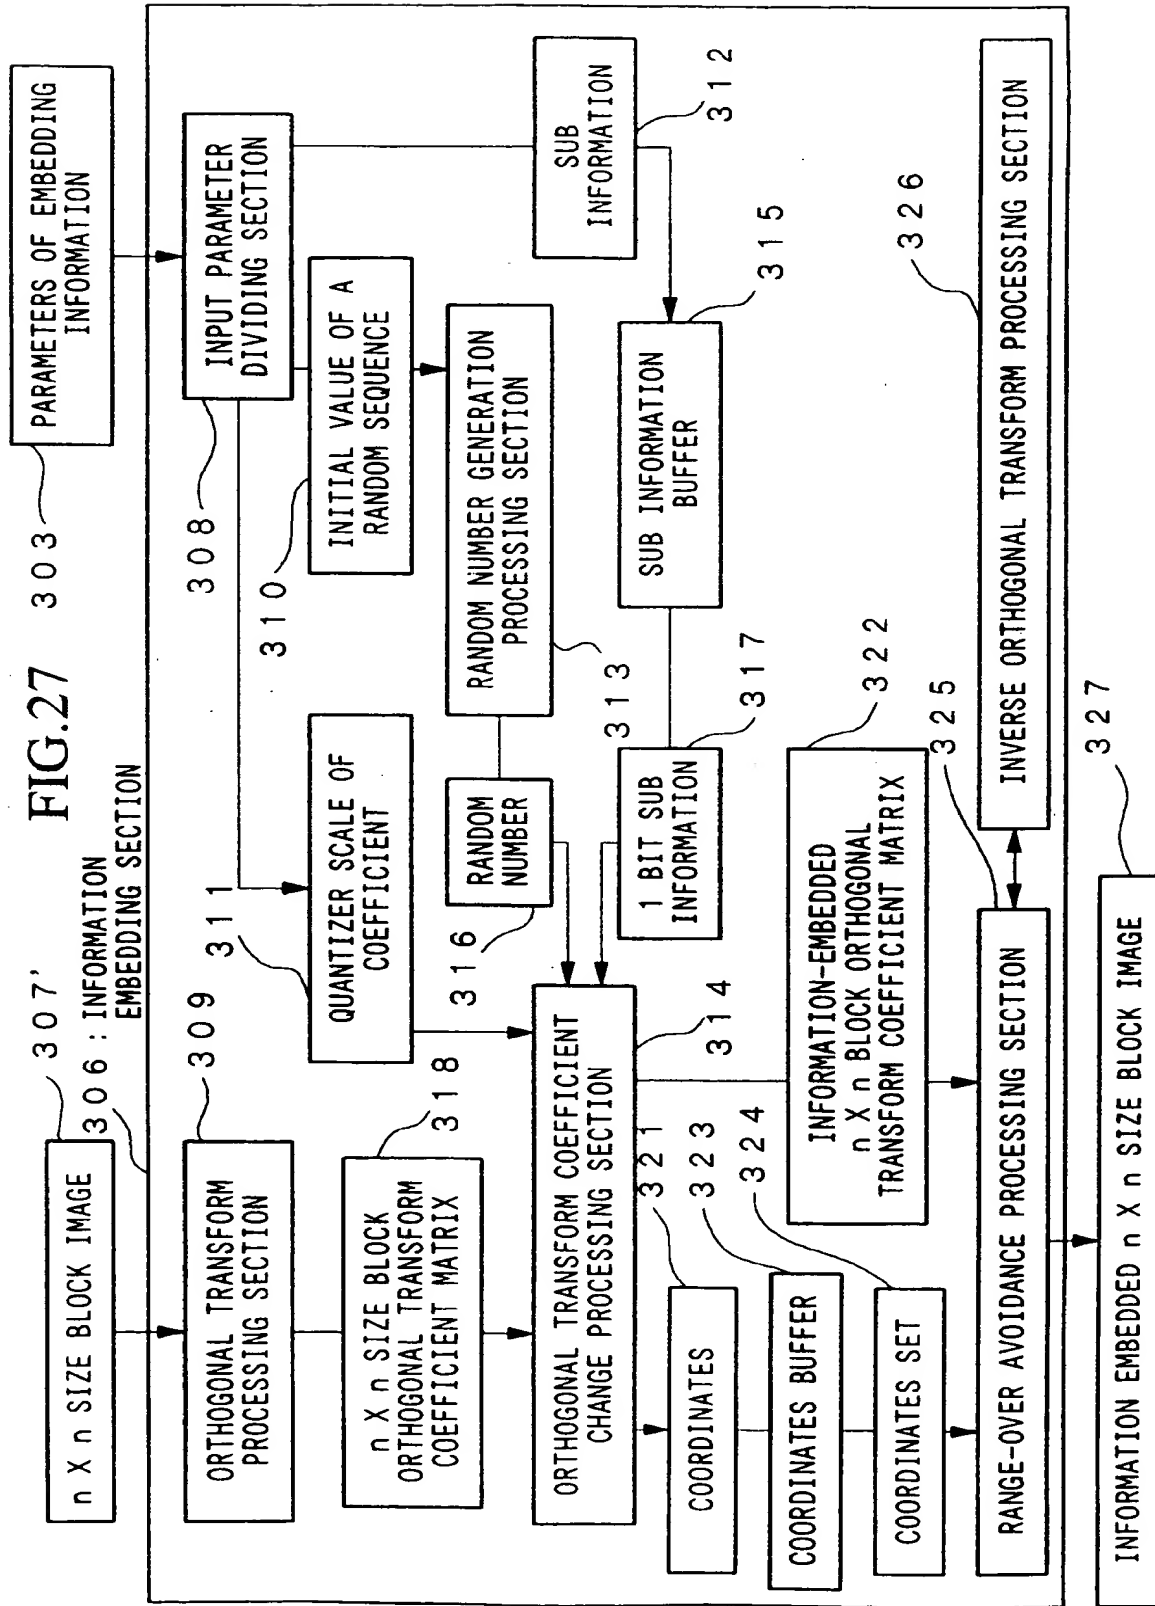 FIG.27
303
PARAMETERS OF EMBEDDING
INFORMATION
307'
n X n SIZE BLOCK IMAGE
306 : INFORMATION
EMBEDDING SECTION
309
ORTHOGONAL TRANSFORM
PROCESSING SECTION
308
INPUT PARAMETER
DIVIDING SECTION
311
QUANTIZER SCALE OF
COEFFICIENT
310
INITIAL VALUE OF A
RANDOM SEQUENCE
318
n X n SIZE BLOCK
ORTHOGONAL TRANSFORM
COEFFICIENT MATRIX
316
RANDOM
NUMBER
313
RANDOM NUMBER GENERATION
PROCESSING SECTION
SUB
INFORMATION
312
ORTHOGONAL TRANSFORM COEFFICIENT
CHANGE PROCESSING SECTION
314
1 BIT SUB
INFORMATION
317
SUB INFORMATION
BUFFER
315
321
COORDINATES
323
COORDINATES BUFFER
324
COORDINATES SET
322
INFORMATION-EMBEDDED
n X n BLOCK ORTHOGONAL
TRANSFORM COEFFICIENT MATRIX
325
RANGE-OVER AVOIDANCE PROCESSING SECTION
326
INVERSE ORTHOGONAL TRANSFORM PROCESSING SECTION
327
INFORMATION EMBEDDED n X n SIZE BLOCK IMAGE